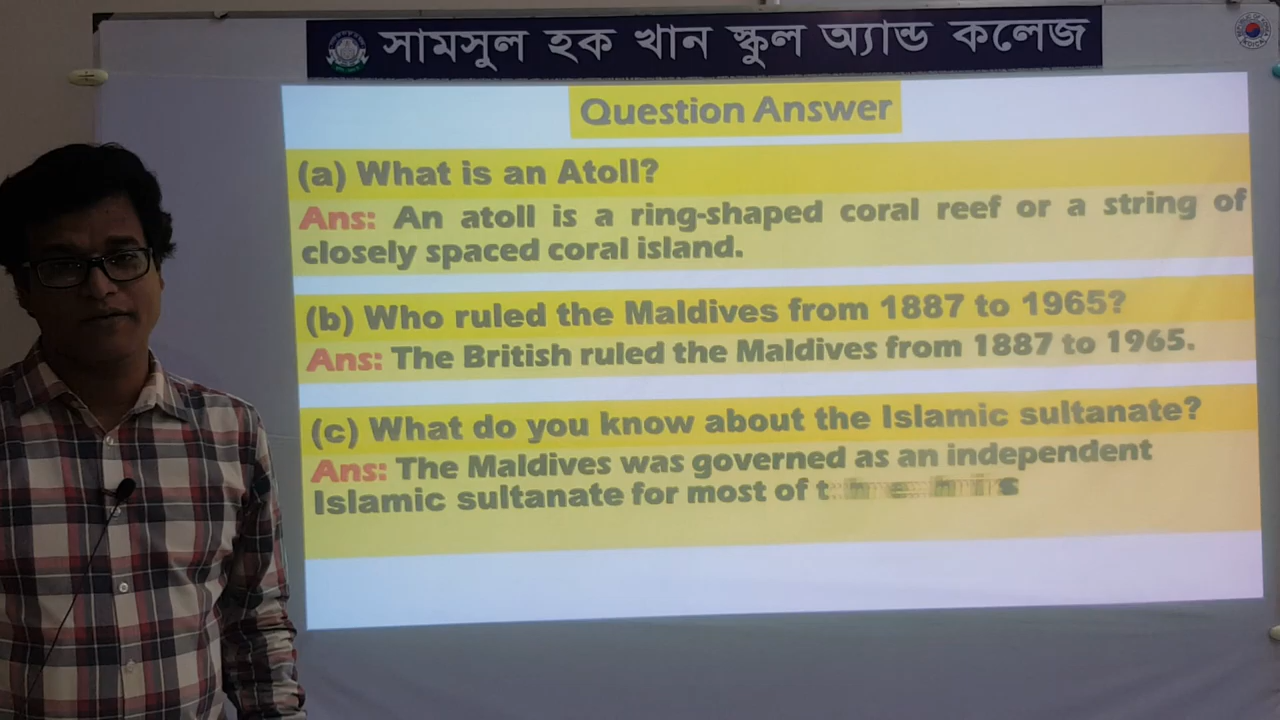 সামসুল হক খান স্কুল অ্যান্ড কলেজ
Question Answer
(a) What is an Atoll?
Ans: An atoll is a ring-shaped coral reef or a string of
closely spaced coral island.
(b) Who ruled the Maldives from 1887 to 1965?
Ans: The British ruled the Maldives from 1887 to 1965.
(c) What do you know about the Islamic sultanate?
Ans: The Maldives was governed as an independent
Islamic sultanate for most of